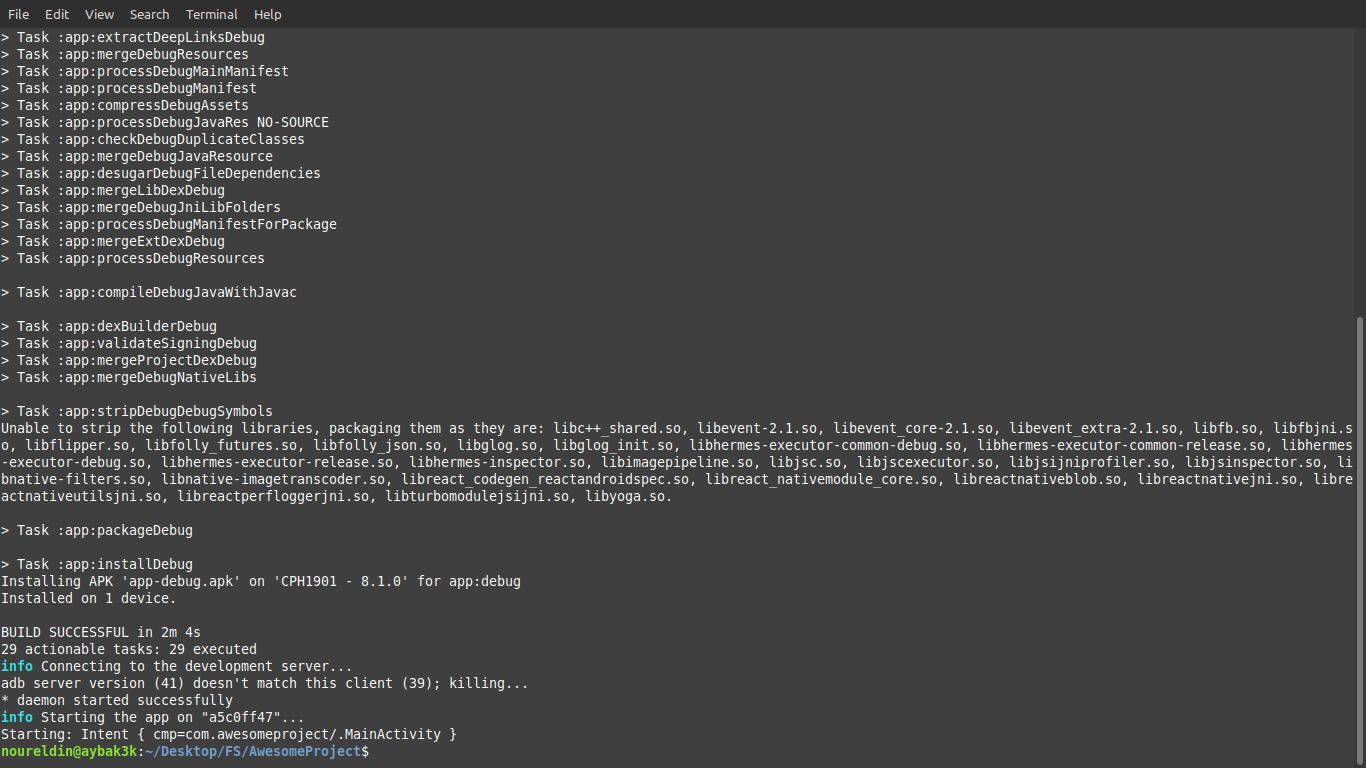 File Edit View Search Terminal Help
> Task :app:extractDeepLinksDebug
> Task :app:mergeDebugResources
> Task :app:processDebugMainManifest
> Task :app:processDebugManifest
> Task :app:compressDebugAssets
> Task :app:processDebugJavaRes NO-SOURCE
> Task :app:checkDebugDuplicateClasses
> Task :app:mergeDebugJavaResource
> Task :app:desugarDebugFileDependencies
> Task :app:mergeLibDexDebug
> Task :app:mergeDebugJniLibFolders
> Task :app:processDebugManifestForPackage
> Task :app:mergeExtDexDebug
> Task :app:processDebugResources
> Task :app:compileDebugJavaWithJavac
> Task :app:dexBuilderDebug
> Task :app:validateSigningDebug
> Task :app:mergeProjectDexDebug
> Task :app:mergeDebugNativeLibs
> Task :app:stripDebugDebugSymbols
Unable to strip the following libraries, packaging them as they are: libc++_shared.so, libevent-2.1.so, libevent_core-2.1.so, libevent_extra-2.1.so, libfb.so, libfbjni.s
o, libflipper.so, libfolly_futures.so, libfolly_json.so, libglog.so, libglog_init.so, libhermes-executor-common-debug.so, libhermes-executor-common-release.so, libhermes
-executor-debug.so, libhermes-executor-release.so, libhermes-inspector.so, libimagepipeline.so, libjsc.so, libjscexecutor.so, libjsijniprofiler.so, libjsinspector.so, li
bnative-filters.so, libnative-imagetranscoder.so, libreact_codegen_reactandroidspec.so, libreact_nativemodule_core.so, libreactnativeblob.so, libreactnativejni.so, libre
actnativeutilsjni.so, libreactperfloggerjni.so, libturbomodulejsijni.so, libyoga.so.
> Task :app:packageDebug
> Task :app:installDebug
Installing APK 'app-debug.apk' on 'CPH1901 - 8.1.0' for app:debug
Installed on 1 device.
BUILD SUCCESSFUL in 2m 4s
29 actionable tasks: 29 executed
info Connecting to the development server...
adb server version (41) doesn't match this client (39); killing...
* daemon started successfully
info Starting the app on "a5c0ff47"...
Starting: Intent { cmp=com.awesomeproject/.MainActivity }
noureldin@aybak3k:~/Desktop/FS/AwesomeProject$